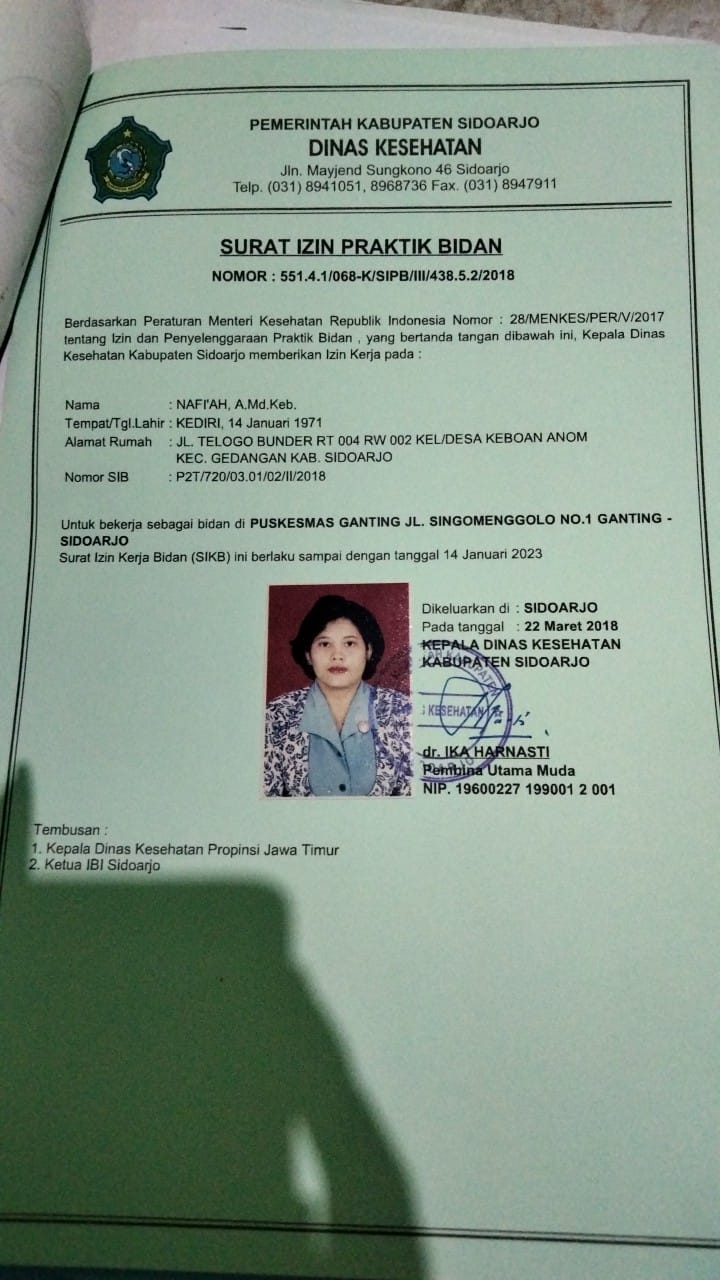 PEMERINTAH KABUPATEN SIDOARJO
DINAS KESEHATAN
Jln. Mayjend Sungkono 46 Sidoarjo
Telp. (031) 8941051, 8968736 Fax. (031) 8947911
SURAT IZIN PRAKTIK BIDAN
NOMOR : 551.4.1/068-K/SIPB/III/438.5.2/2018
Berdasarkan Peraturan Menteri Kesehatan Republik Indonesia Nomor : 28/MENKES/PER/V/2017
tentang Izin dan Penyelenggaraan Praktik Bidan , yang bertanda tangan dibawah ini, Kepala Dinas
Kesehatan Kabupaten Sidoarjo memberikan Izin Kerja pada :
Nama : NAFI'AH, A.Md.Keb.
Tempat/Tgl.Lahir : KEDIRI, 14 Januari 1971
Alamat Rumah : JL. TELOGO BUNDER RT 004 RW 002 KEL/DESA KEBOAN ANOM
KEC. GEDANGAN KAB. SIDOARJO
Nomor SIB : P2T/720/03.01/02/II/2018
Untuk bekerja sebagai bidan di PUSKESMAS GANTING JL. SINGOMENGGOLO NO.1 GANTING -
SIDOARJO
Surat Izin Kerja Bidan (SIKB) ini berlaku sampai dengan tanggal 14 Januari 2023
Dikeluarkan di : SIDOARJO
Pada tanggal : 22 Maret 2018
KEPALA DINAS KESEHATAN
KABUPATEN SIDOARJO
KESEHATAN
dr. IKA HARNASTI
Pembina Utama Muda
NIP. 19600227 199001 2 001
Tembusan :
1. Kepala Dinas Kesehatan Propinsi Jawa Timur
2. Ketua IBI Sidoarjo